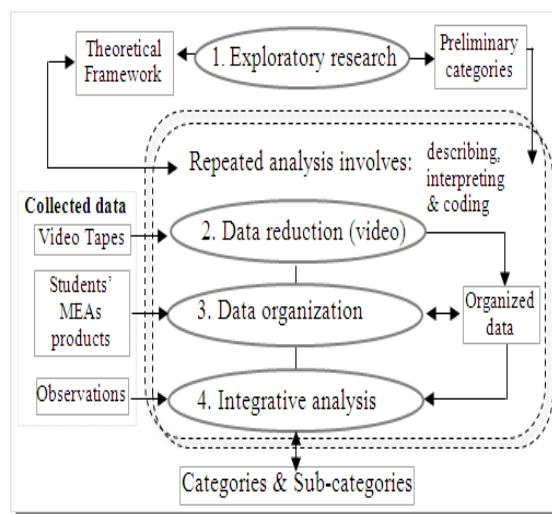 Theoretical
Framework
1. Exploratory research
Preliminary
categories
Repeated analysis involves:
describing,
interpreting
& coding
Collected data
Video Tapes
2. Data reduction (video)
Students'
MEAs
products
3. Data organization
Organized
data
Observations
4. Integrative analysis
Categories & Sub-categories